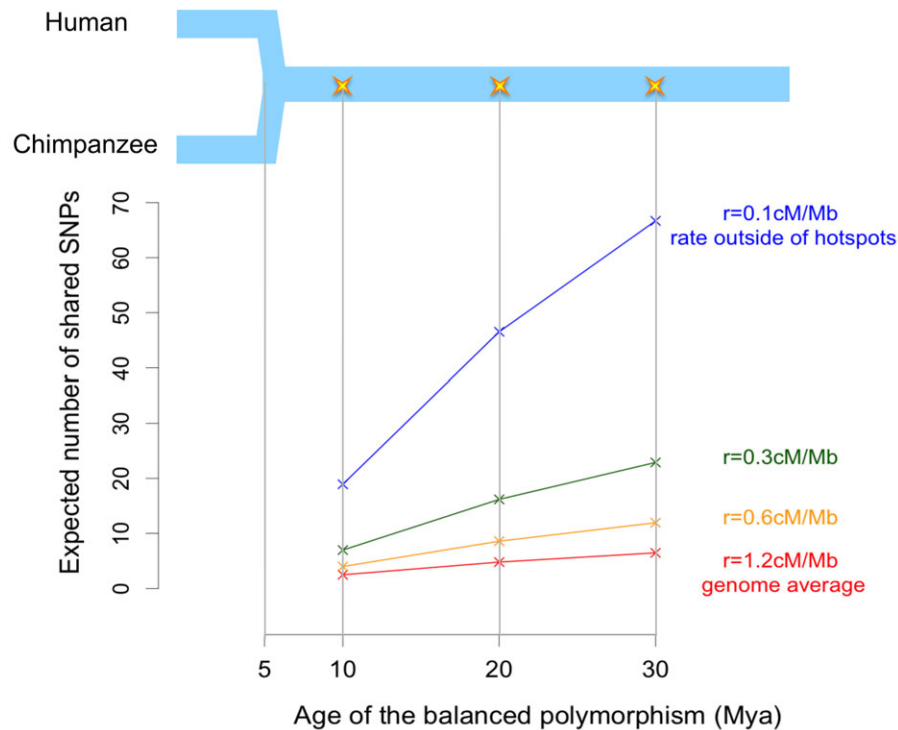 Human
Chimpanzee
Expected number of shared SNPs
70
60
50
40
30
20
10
0
r=0.1cM/Mb
rate outside of hotspots
r=0.3cM/Mb
r=0.6cM/Mb
r=1.2cM/Mb
genome average
5 10 20 30
Age of the balanced polymorphism (Mya)